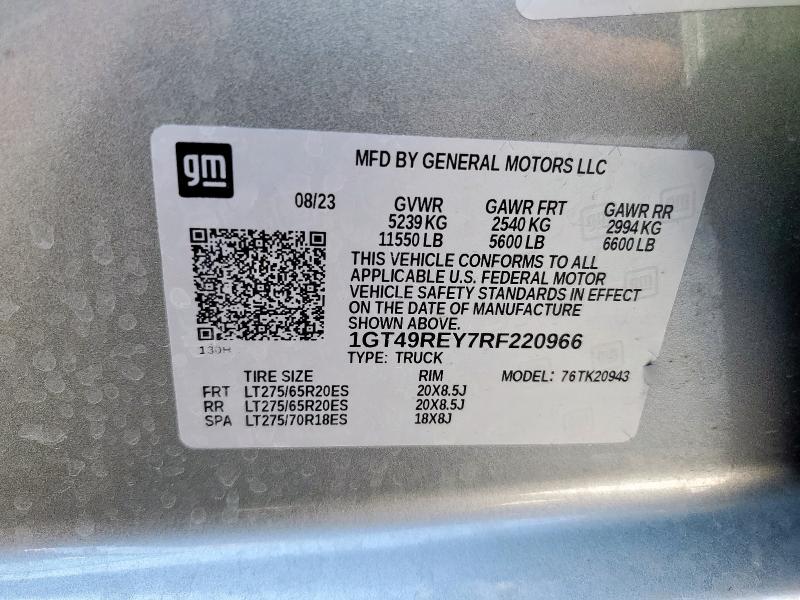 gm
MFD BY GENERAL MOTORS LLC
08/23 GVWR GAWR FRT GAWR RR
5239 KG 2540 KG 2994 KG
11550 LB 5600 LB 6600 LB
THIS VEHICLE CONFORMS TO ALL
APPLICABLE U.S. FEDERAL MOTOR
VEHICLE SAFETY STANDARDS IN EFFECT
ON THE DATE OF MANUFACTURE
SHOWN ABOVE.
1GT49REY7RF220966
TYPE: TRUCK
TIRE SIZE RIM MODEL: 76TK20943
FRT LT275/65R20ES 20X8.5J
RR LT275/65R20ES 20X8.5J
SPA LT275/70R18ES 18X8J